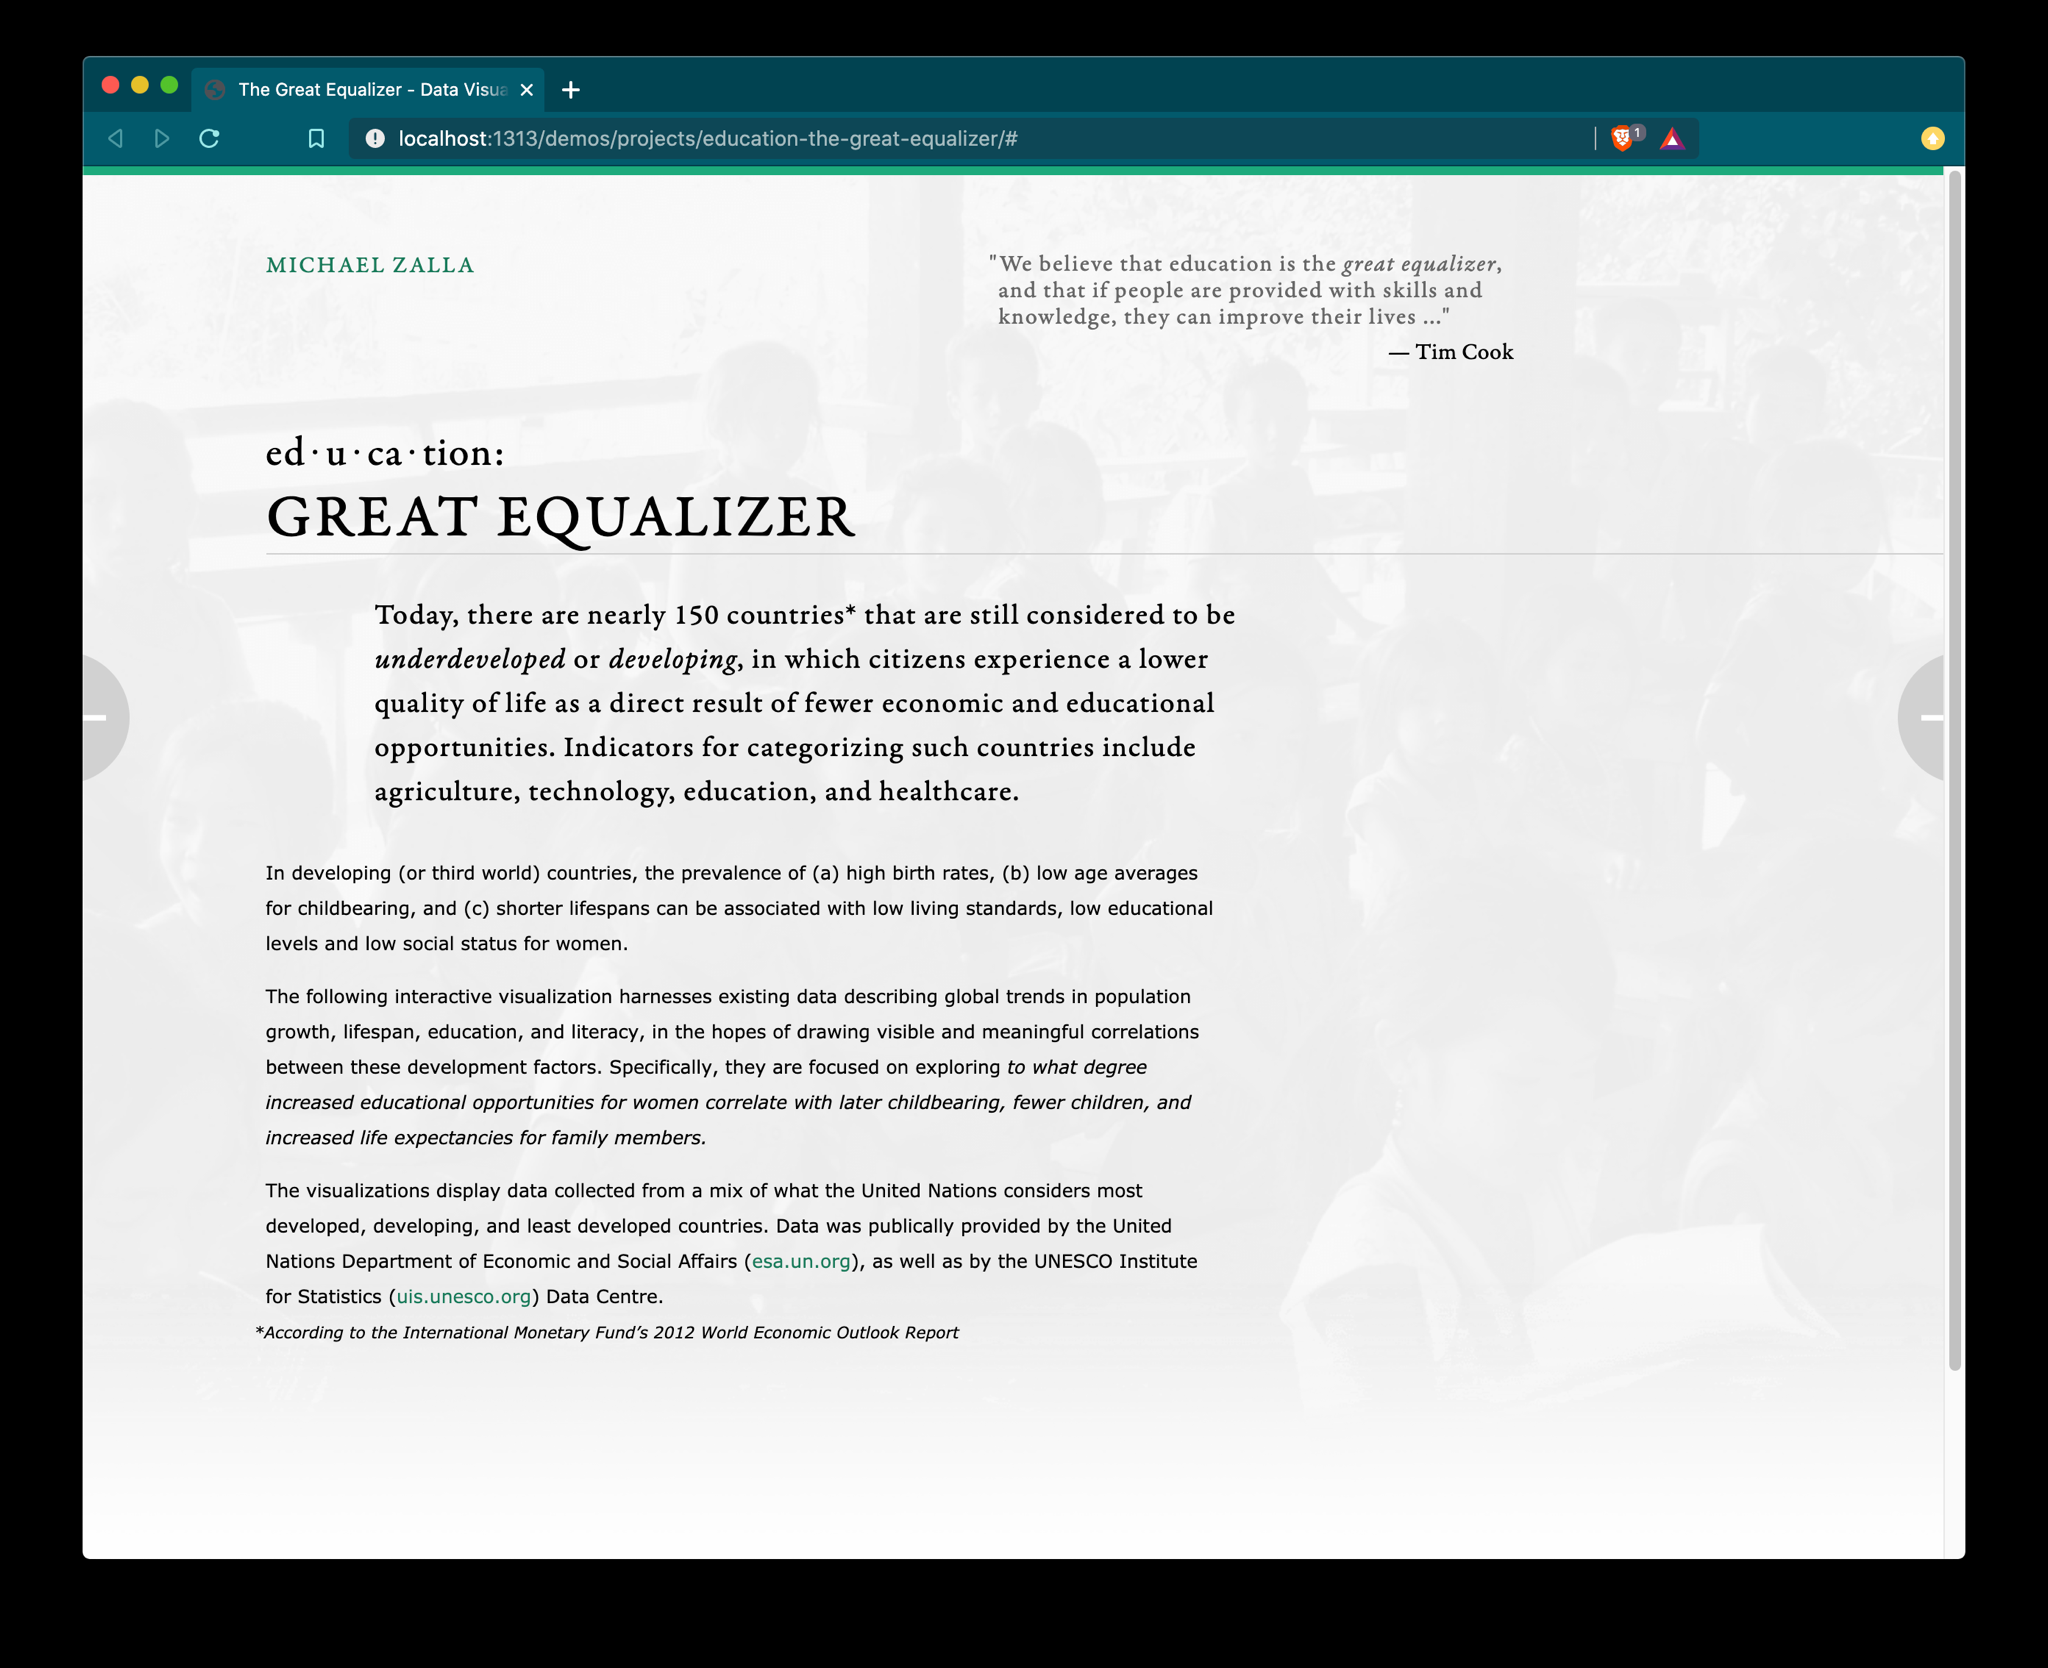 The Great Equalizer - Data Visua
localhost:1313/demos/projects/education-the-great-equalizer/#
1
MICHAEL ZALLA
"We believe that education is the great equalizer,
and that if people are provided with skills and
knowledge, they can improve their lives ..."
— Tim Cook
ed·u·ca·tion:
GREAT EQUALIZER
Today, there are nearly 150 countries* that are still considered to be
underdeveloped or developing, in which citizens experience a lower
quality of life as a direct result of fewer economic and educational
opportunities. Indicators for categorizing such countries include
agriculture, technology, education, and healthcare.
In developing (or third world) countries, the prevalence of (a) high birth rates, (b) low age averages
for childbearing, and (c) shorter lifespans can be associated with low living standards, low educational
levels and low social status for women.
The following interactive visualization harnesses existing data describing global trends in population
growth, lifespan, education, and literacy, in the hopes of drawing visible and meaningful correlations
between these development factors. Specifically, they are focused on exploring to what degree
increased educational opportunities for women correlate with later childbearing, fewer children, and
increased life expectancies for family members.
The visualizations display data collected from a mix of what the United Nations considers most
developed, developing, and least developed countries. Data was publically provided by the United
Nations Department of Economic and Social Affairs (esa.un.org), as well as by the UNESCO Institute
for Statistics (uis.unesco.org) Data Centre.
*According to the International Monetary Fund’s 2012 World Economic Outlook Report